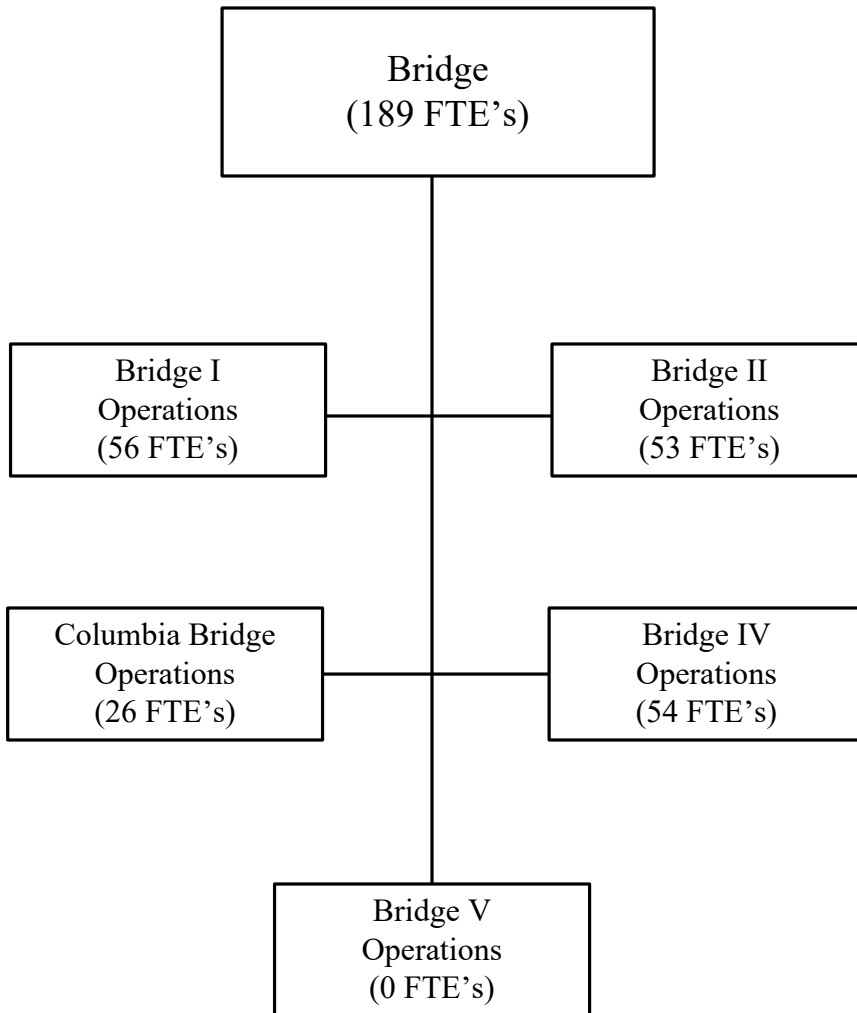 Bridge
(189 FTE’s)
Bridge I
Operations
(56 FTE’s)
Bridge II
Operations
(53 FTE’s)
Columbia Bridge
Operations
(26 FTE’s)
Bridge IV
Operations
(54 FTE’s)
Bridge V
Operations
(0 FTE’s)